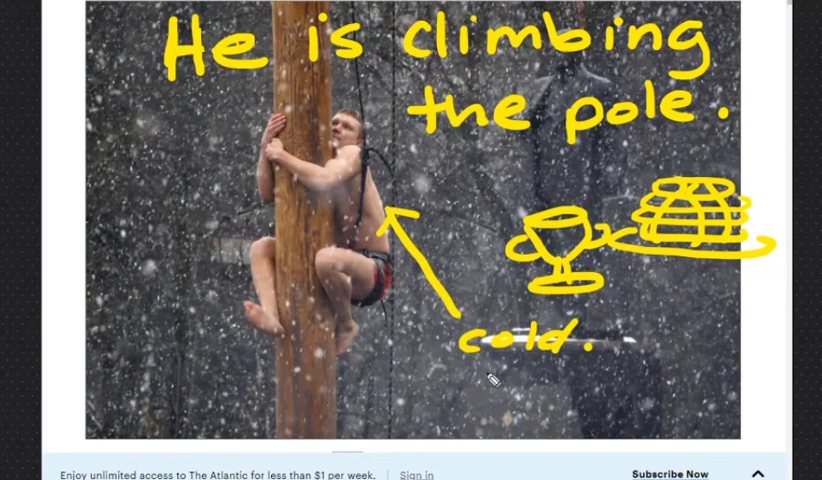 He is climbing
the pole.
cold.
Enjoy unlimited access to The Atlantic for less than $1 per week.
Sign in
Subscribe Now